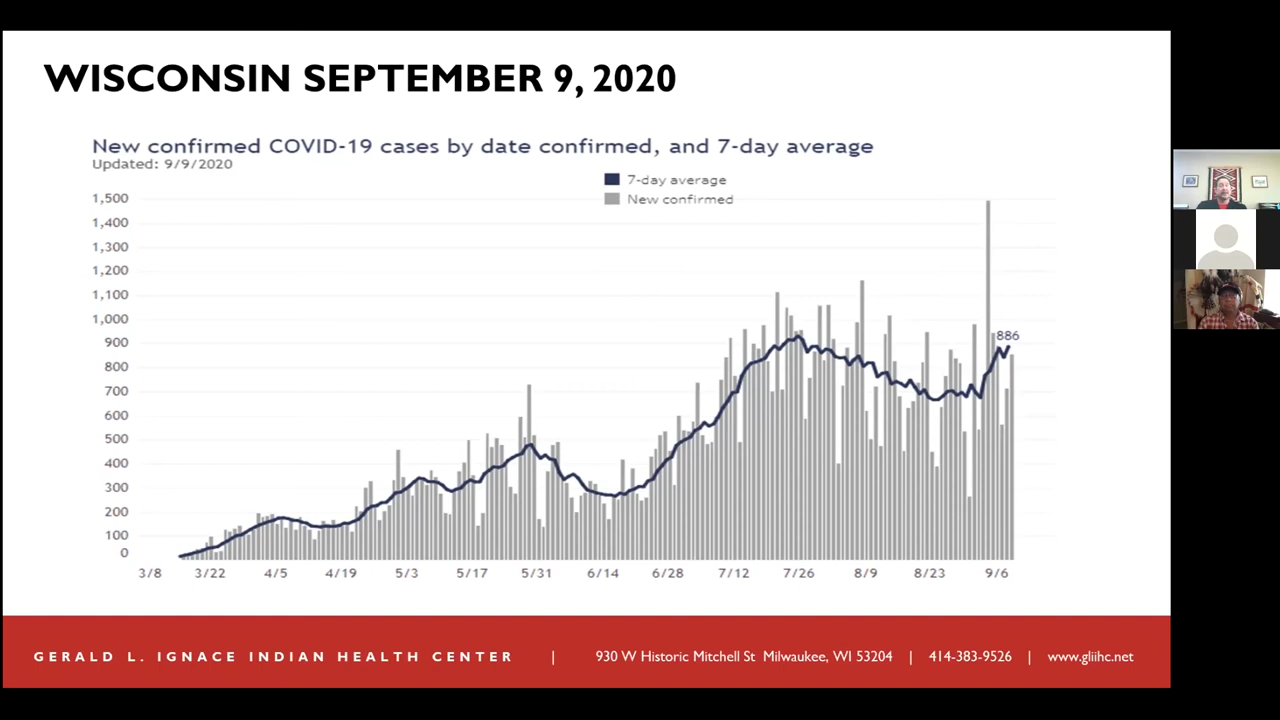 WISCONSIN SEPTEMBER 9, 2020
New confirmed COVID-19 cases by date confirmed, and 7-day average
Updated: 9/9/2020
7-day average
New confirmed
1,500
1,400
1,300
1,200
1,100
1,000
900
800
700
600
500
400
300
200
100
0
886
3/8 3/22 4/5 4/19 5/3 5/17 5/31 6/14 6/28 7/12 7/26 8/9 8/23 9/6
GERALD L. IGNACE INDIAN HEALTH CENTER | 930 W Historic Mitchell St Milwaukee, WI 53204 | 414-383-9526 | www.gliihc.net